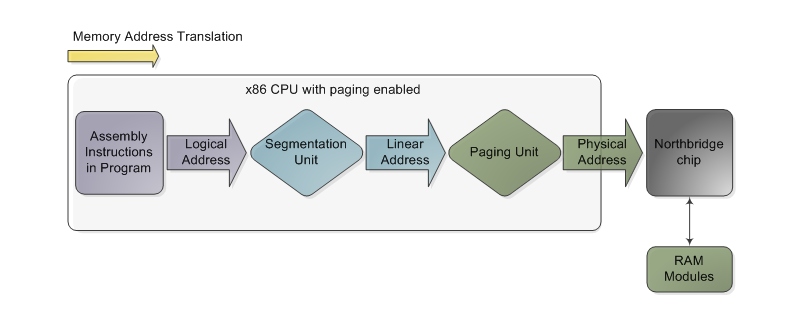 Memory Address Translation
x86 CPU with paging enabled
Assembly
Instructions
in Program
Logical
Address
Segmentation
Unit
Linear
Address
Paging Unit
Physical
Address
Northbridge
chip
RAM
Modules